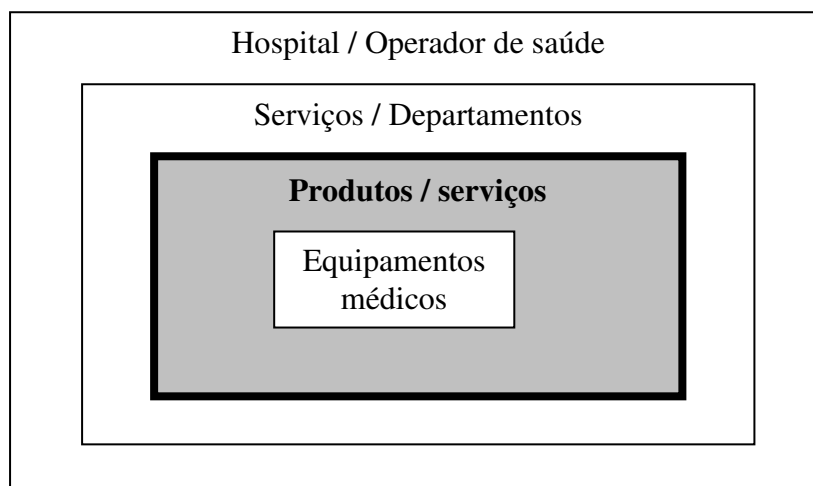 Hospital / Operador de saúde
Serviços / Departamentos
Produtos / serviços
Equipamentos
médicos